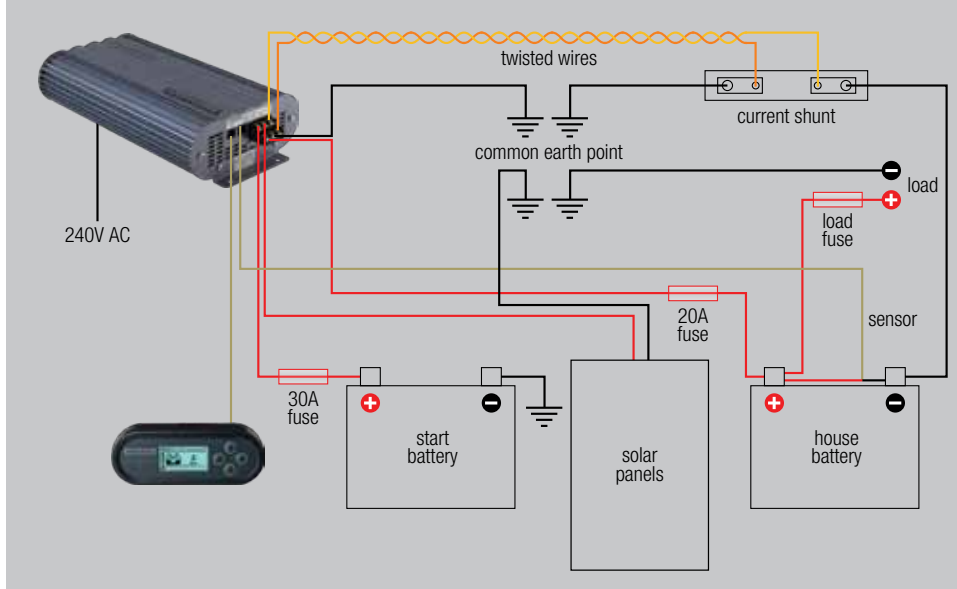 twisted wires
current shunt
common earth point
−
load
+
load
fuse
240V AC
20A
fuse
sensor
30A
fuse
+
−
start
battery
solar
panels
+
−
house
battery